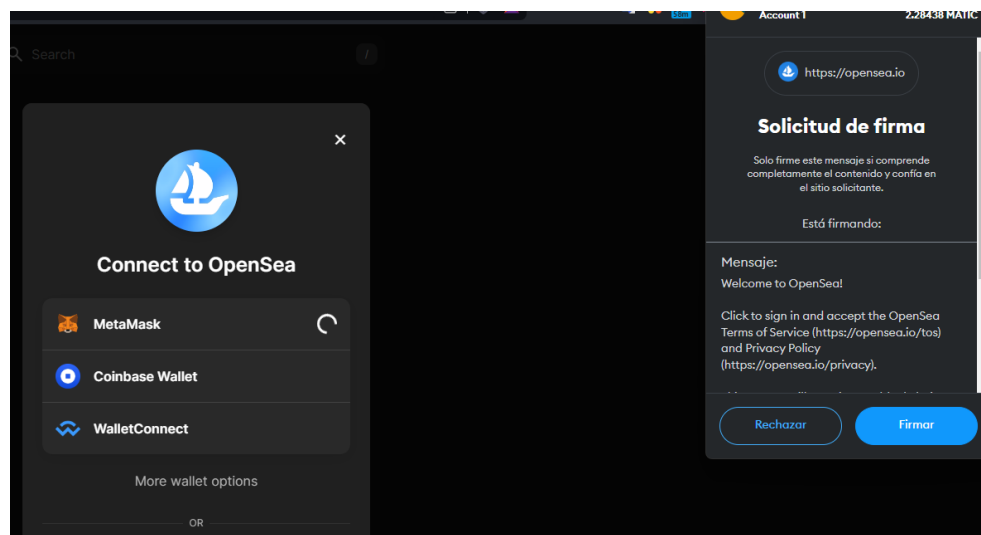 Search
/
Connect to OpenSea
MetaMask
Coinbase Wallet
WalletConnect
More wallet options
OR
58m
Account 1
2.28438 MATIC
https://opensea.io
Solicitud de firma
Solo firme este mensaje si comprende
completamente el contenido y confía en
el sitio solicitante.
Está firmando:
Mensaje:
Welcome to OpenSea!
Click to sign in and accept the OpenSea
Terms of Service (https://opensea.io/tos)
and Privacy Policy
(https://opensea.io/privacy).
Rechazar
Firmar